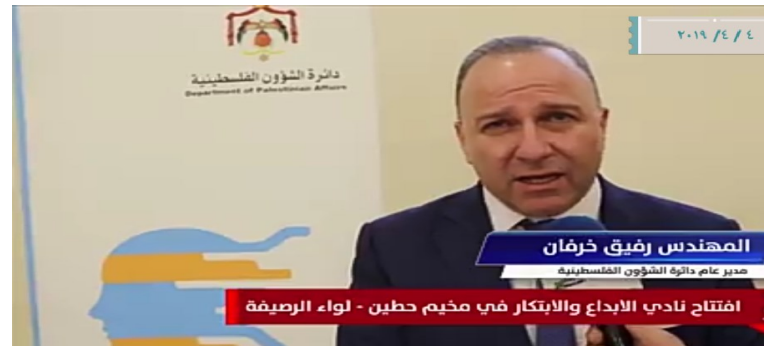 ٢٠١٩ /٤ / ٤
دائرة الشؤون الفلسطينية
Department of Palestinian Affairs
المهندس رفيق خرفان
مدير عام دائرة الشؤون الفلسطينية
افتتاح نادي الابداع والابتكار في مخيم حطين - لواء الرصيفة